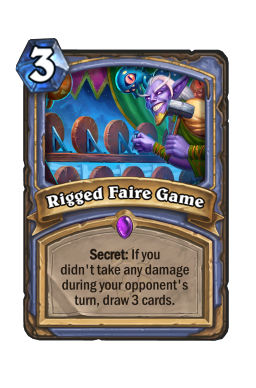 3
Rigged Faire Game
Secret: If you
didn't take any damage
during your opponent's
turn, draw 3 cards.